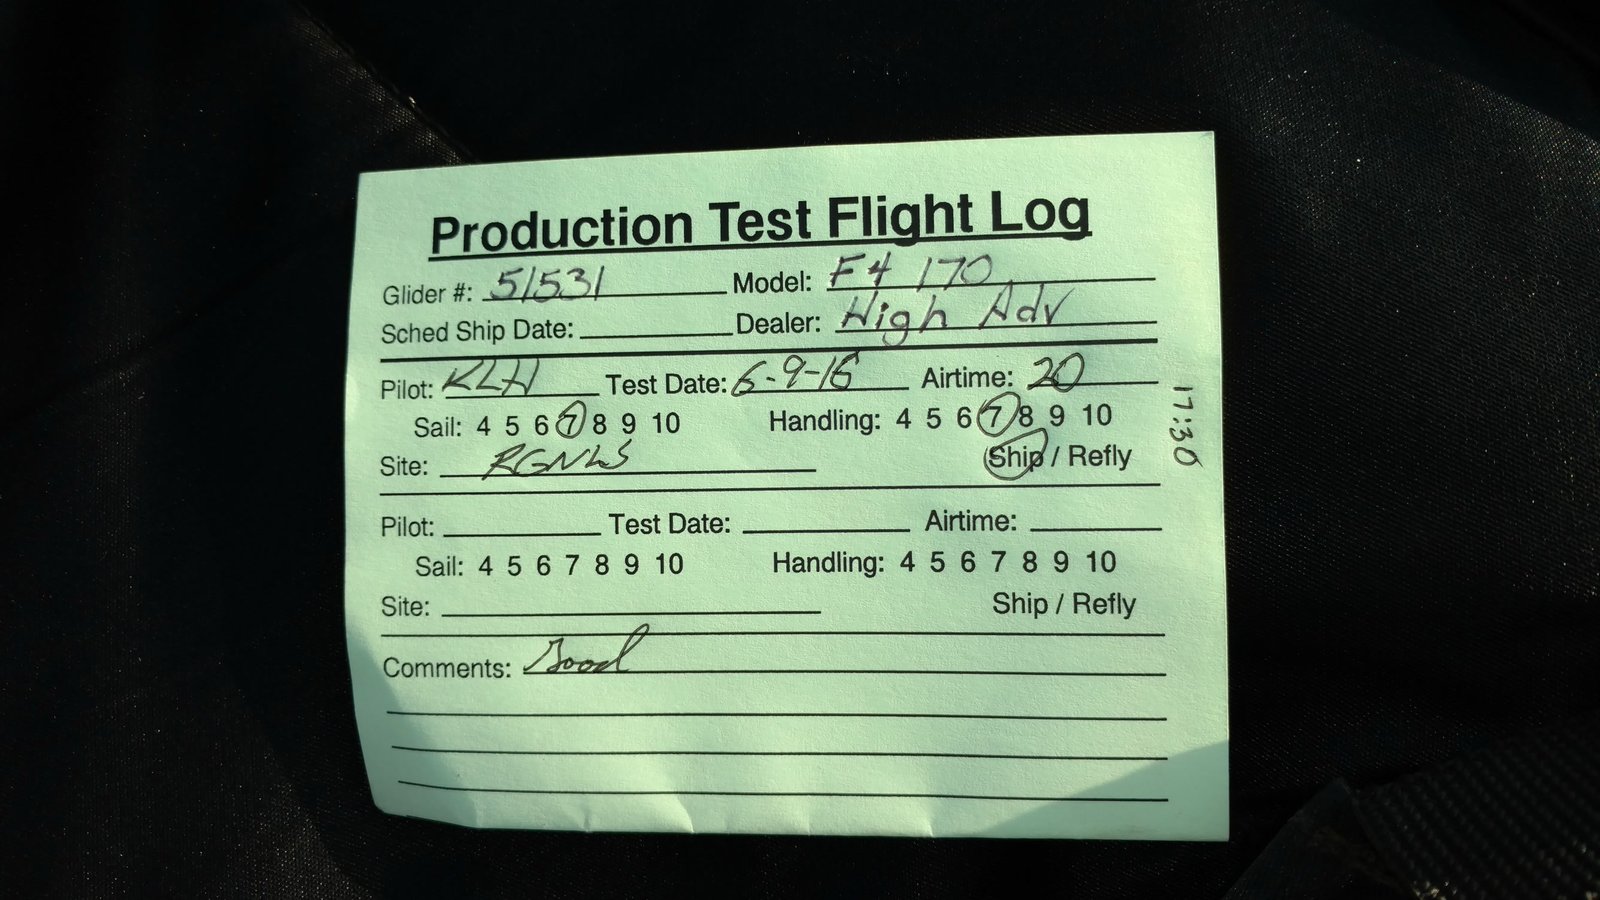 Production Test Flight Log
Glider #: 51531 Model: F4 170
Sched Ship Date: Dealer: High Adv
Pilot: KLH Test Date: 6-9-16 Airtime: 20
Sail: 4 5 6 7 8 9 10 Handling: 4 5 6 7 8 9 10
Site: Ship / Refly
17:30
Pilot: Test Date: Airtime:
Sail: 4 5 6 7 8 9 10 Handling: 4 5 6 7 8 9 10
Site: Ship / Refly
Comments: Good